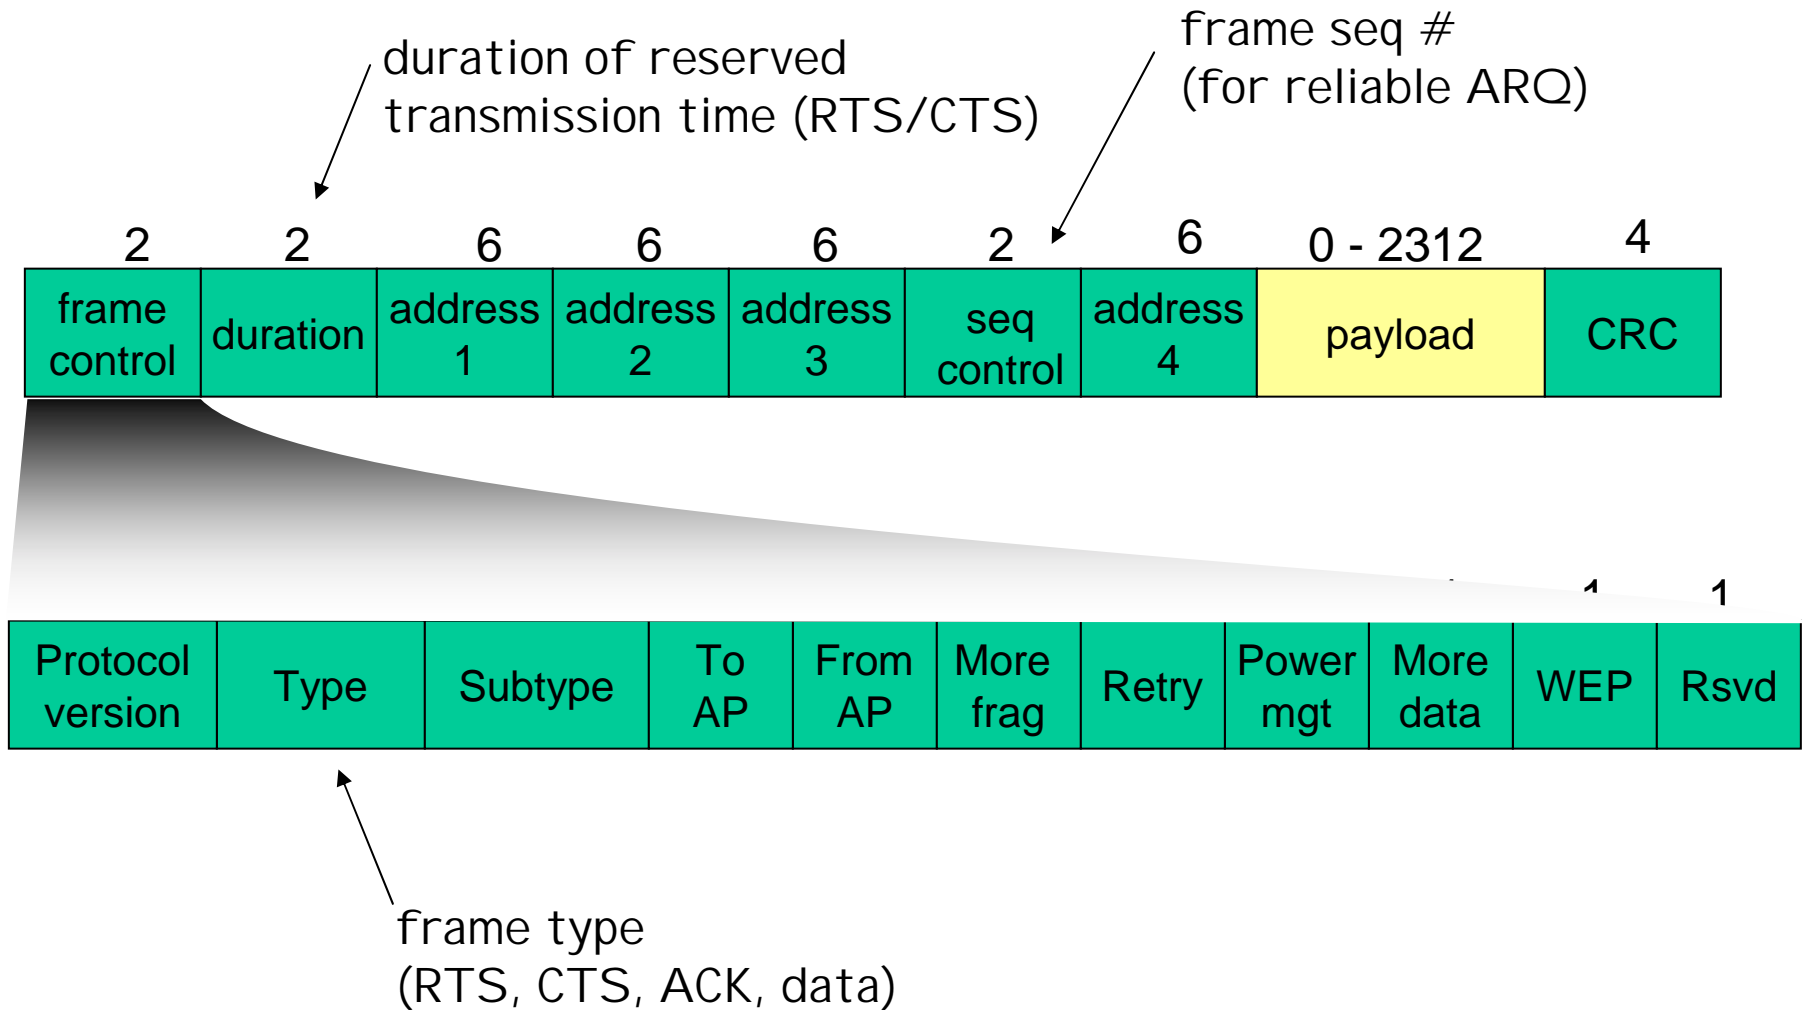 frame seq #
(for reliable ARQ)
duration of reserved
transmission time (RTS/CTS)
2 2 6 6 6 2 6 0 - 2312 4
frame control duration address 1 address 2 address 3 seq control address 4 payload CRC
1 1
Protocol version Type Subtype To AP From AP More frag Retry Power mgt More data WEP Rsvd
frame type
(RTS, CTS, ACK, data)